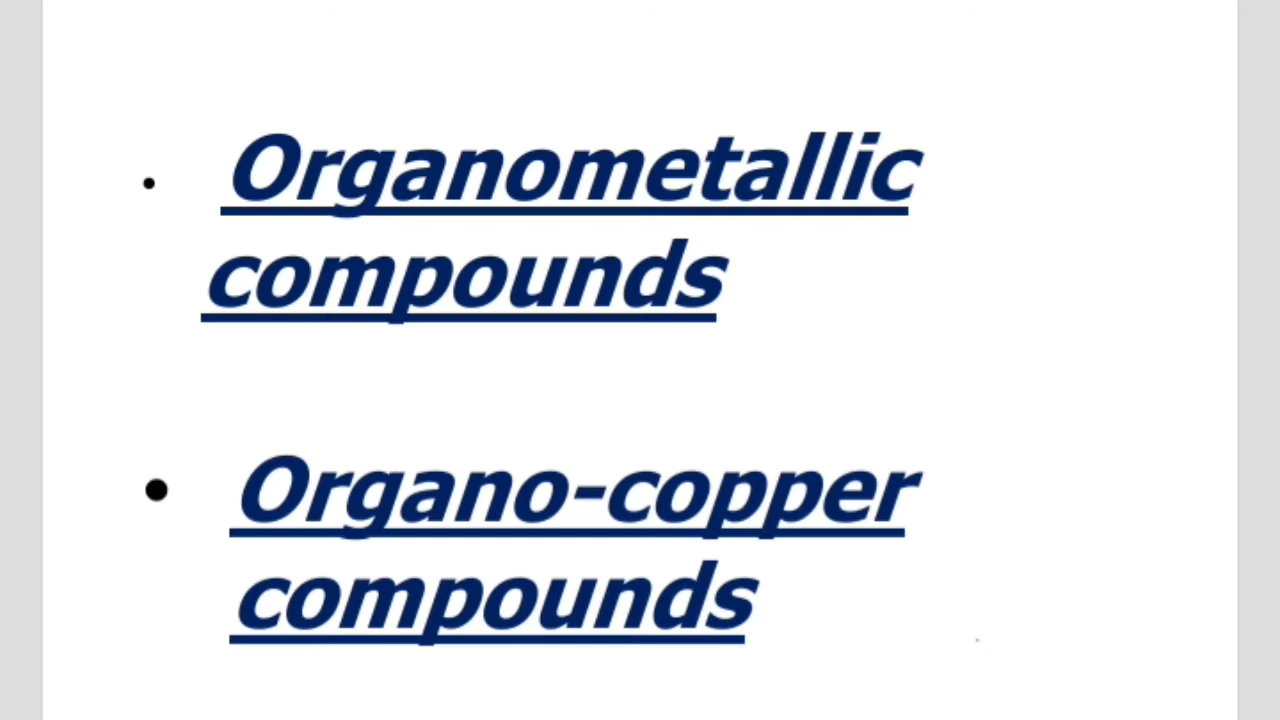 • Organometallic
compounds
• Organo-copper
compounds